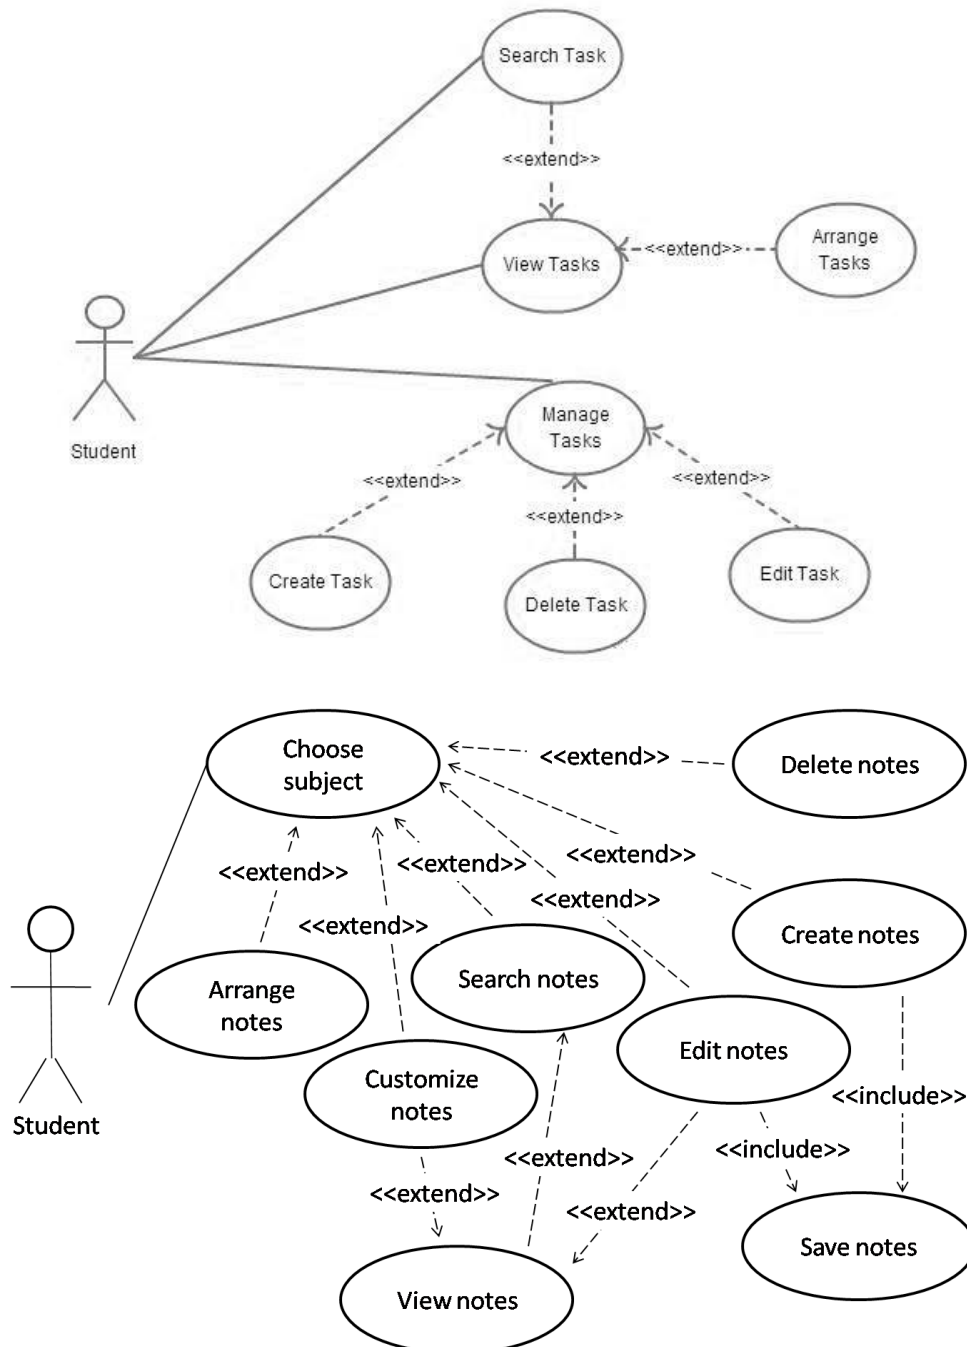 Search Task
<<extend>>
View Tasks
<<extend>>
Arrange
Tasks
Student
Manage
Tasks
<<extend>>
<<extend>>
<<extend>>
Create Task
Delete Task
Edit Task
Choose
subject
<<extend>>
Delete notes
<<extend>>
<<extend>>
<<extend>>
<<extend>>
<<extend>>
Create notes
Arrange
notes
Search notes
Edit notes
Customize
notes
Student
<<include>>
<<include>>
<<extend>>
<<extend>>
<<extend>>
Save notes
View notes